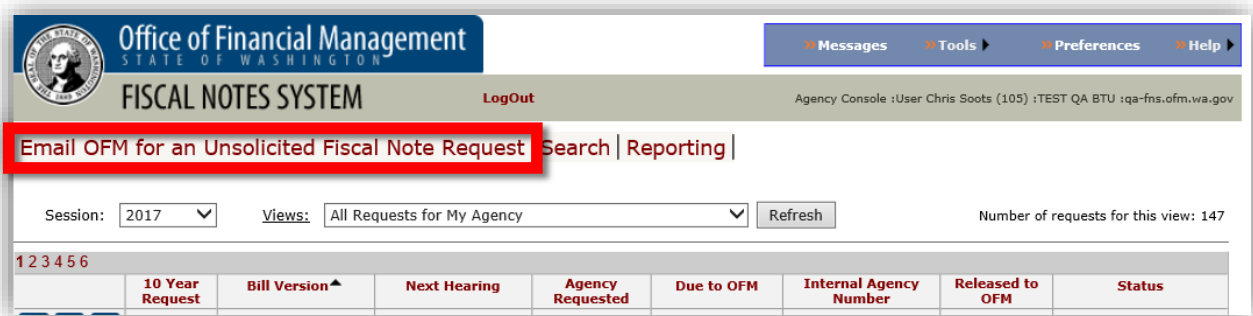 Office of Financial Management
STATE OF WASHINGTON
»Messages »Tools »Preferences »Help
FISCAL NOTES SYSTEM LogOut Agency Console :User Chris Soots (105) :TEST QA BTU :qa-fns.ofm.wa.gov
Email OFM for an Unsolicited Fiscal Note Request Search | Reporting |
Session: 2017 Views: All Requests for My Agency Refresh Number of requests for this view: 147
1 2 3 4 5 6
10 Year Request Bill Version Next Hearing Agency Requested Due to OFM Internal Agency Number Released to OFM Status